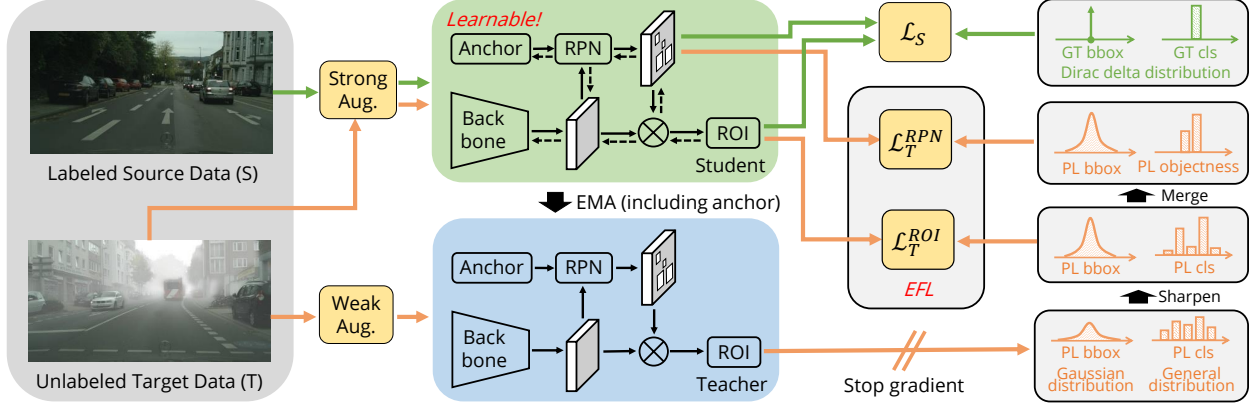 Labeled Source Data (S)
Unlabeled Target Data (T)
Strong
Aug.
Weak
Aug.
Learnable!
Anchor
RPN
Back
bone
ROI
Student
EMA (including anchor)
Anchor
RPN
Back
bone
ROI
Teacher
Stop gradient
ℒ_S
ℒ_T^{RPN}
ℒ_T^{ROI}
EFL
GT bbox
GT cls
Dirac delta distribution
PL bbox
PL objectness
Merge
PL bbox
PL cls
Sharpen
PL bbox
PL cls
Gaussian
distribution
General
distribution